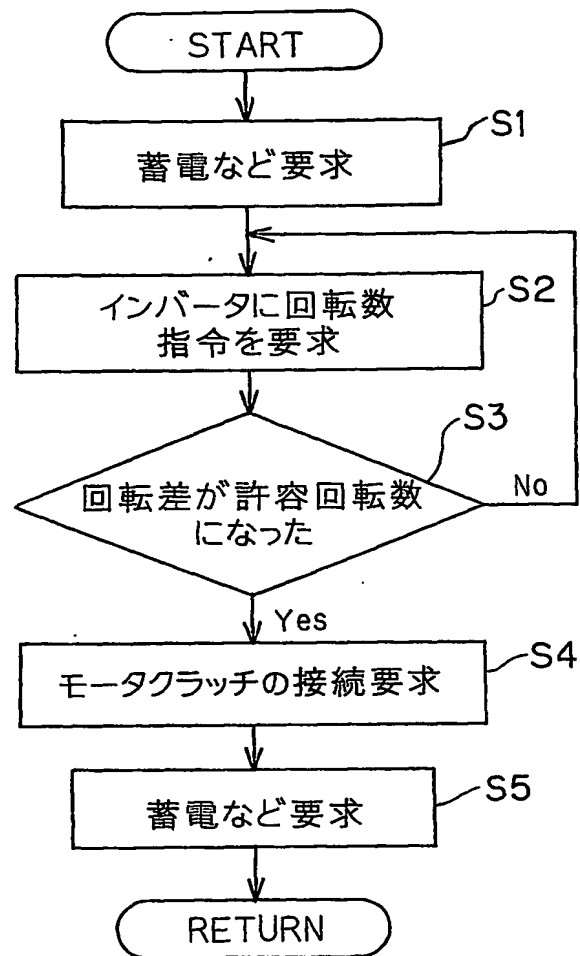 START
S1
蓄電など要求
S2
インバータに回転数
指令を要求
S3
回転差が許容回転数
になった
No
Yes
S4
モータクラッチの接続要求
S5
蓄電など要求
RETURN